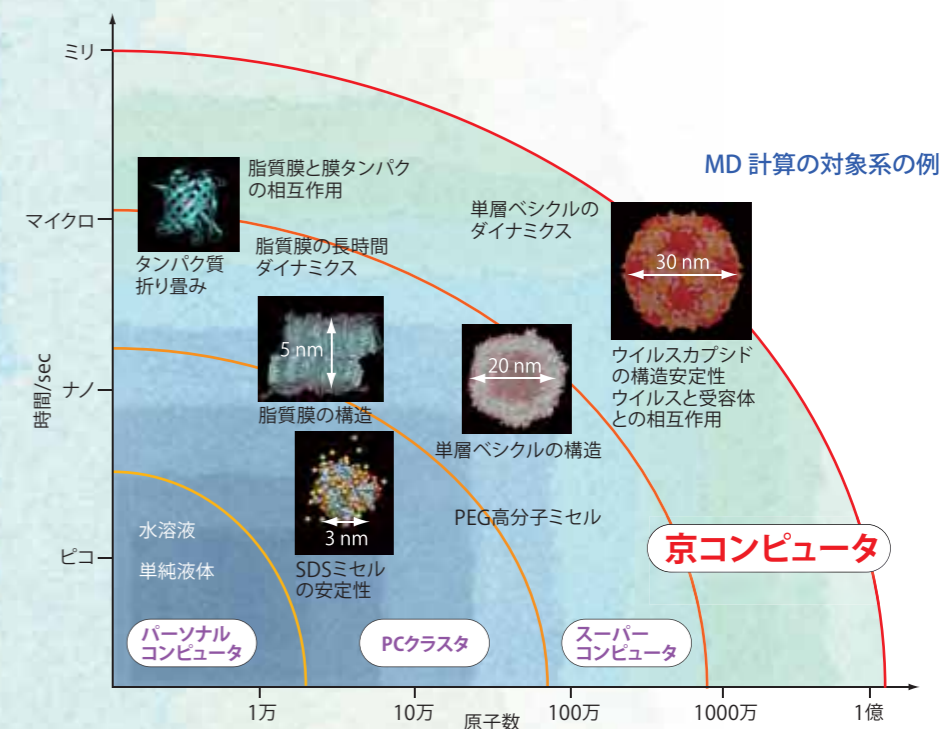 MD 計算の対象系の例
時間/sec
ミリ
マイクロ
ナノ
ピコ
脂質膜と膜タンパク
の相互作用
タンパク質
折り畳み
脂質膜の長時間
ダイナミクス
単層ベシクルの
ダイナミクス
30 nm
ウイルスカプシド
の構造安定性
ウイルスと受容体
との相互作用
5 nm
脂質膜の構造
20 nm
単層ベシクルの構造
3 nm
SDSミセル
の安定性
PEG高分子ミセル
水溶液
単純液体
京コンピュータ
パーソナル
コンピュータ
PCクラスタ
スーパー
コンピュータ
1万
10万
100万
1000万
1億
原子数